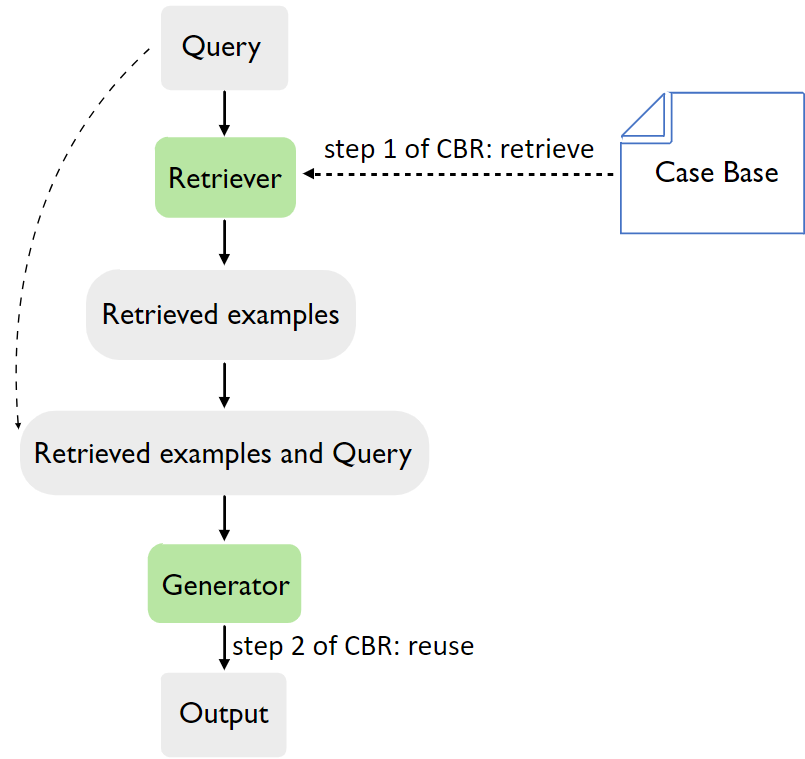 Query
step 1 of CBR: retrieve
Retriever
Case Base
Retrieved examples
Retrieved examples and Query
Generator
step 2 of CBR: reuse
Output